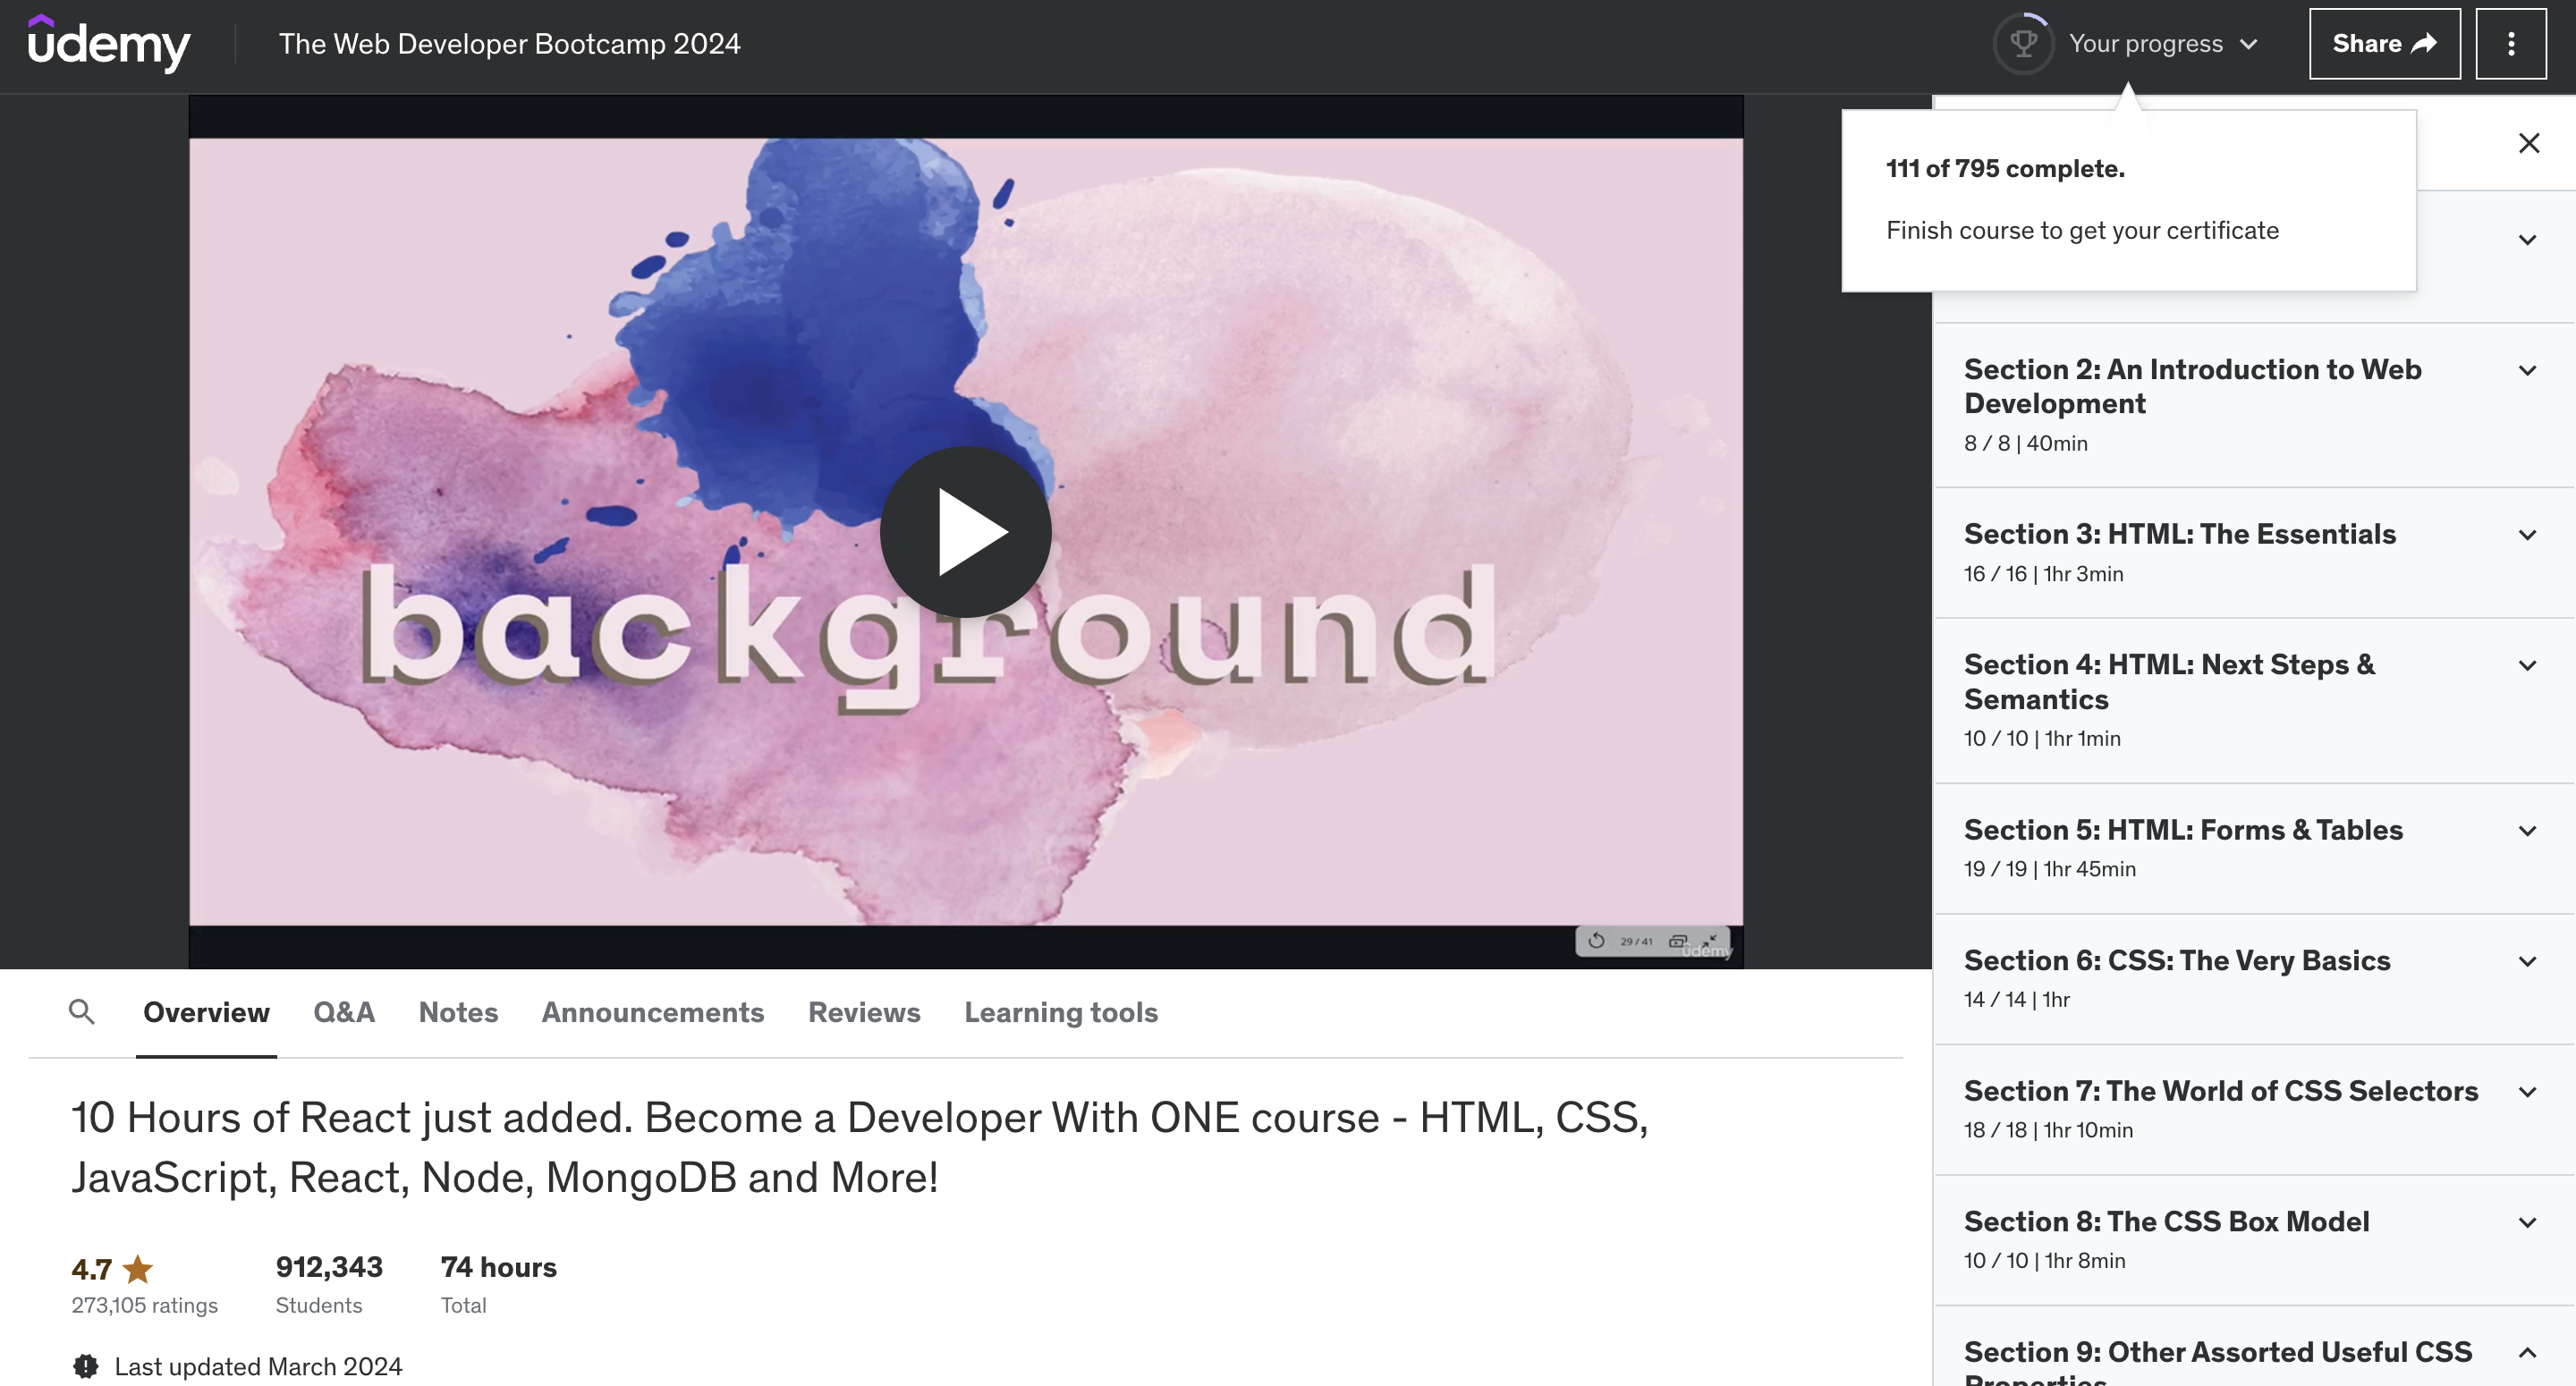 udemy
The Web Developer Bootcamp 2024
Your progress
Share
111 of 795 complete.
Finish course to get your certificate
background
29 / 41
udemy
Section 2: An Introduction to Web
Development
8 / 8 | 40min
Section 3: HTML: The Essentials
16 / 16 | 1hr 3min
Section 4: HTML: Next Steps &
Semantics
10 / 10 | 1hr 1min
Section 5: HTML: Forms & Tables
19 / 19 | 1hr 45min
Section 6: CSS: The Very Basics
14 / 14 | 1hr
Section 7: The World of CSS Selectors
18 / 18 | 1hr 10min
Section 8: The CSS Box Model
10 / 10 | 1hr 8min
Section 9: Other Assorted Useful CSS
Properties
Overview Q&A Notes Announcements Reviews Learning tools
10 Hours of React just added. Become a Developer With ONE course - HTML, CSS,
JavaScript, React, Node, MongoDB and More!
4.7 912,343 74 hours
273,105 ratings Students Total
Last updated March 2024